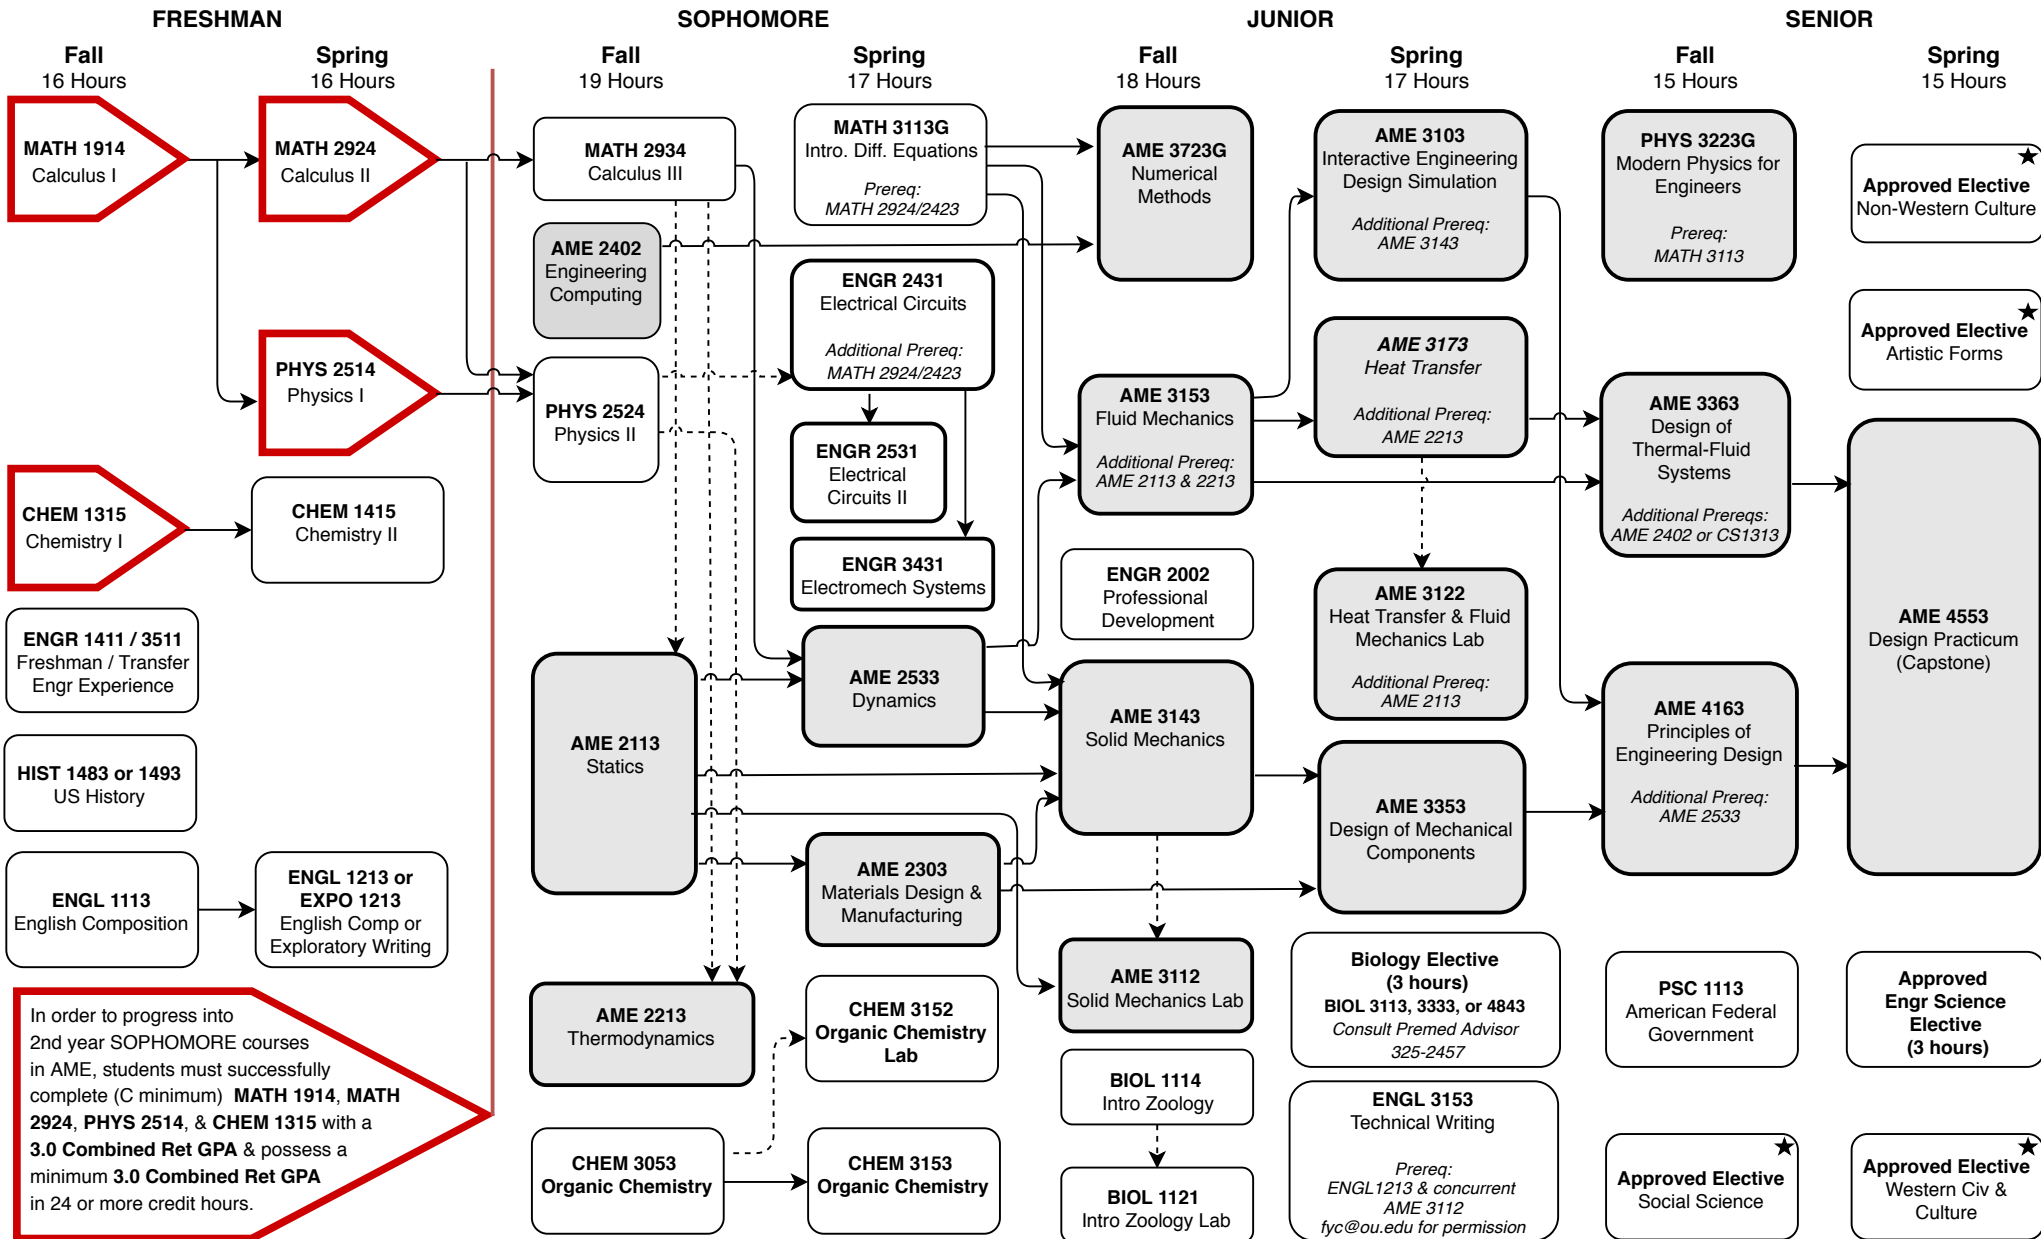 FRESHMAN
SOPHOMORE
JUNIOR
SENIOR
Fall
16 Hours
Spring
16 Hours
Fall
19 Hours
Spring
17 Hours
Fall
18 Hours
Spring
17 Hours
Fall
15 Hours
Spring
15 Hours
MATH 1914
Calculus I
CHEM 1315
Chemistry I
ENGR 1411 / 3511
Freshman / Transfer
Engr Experience
HIST 1483 or 1493
US History
ENGL 1113
English Composition
MATH 2924
Calculus II
PHYS 2514
Physics I
CHEM 1415
Chemistry II
ENGL 1213 or
EXPO 1213
English Comp or
Exploratory Writing
In order to progress into
2nd year SOPHOMORE courses
in AME, students must successfully
complete (C minimum) MATH 1914, MATH
2924, PHYS 2514, & CHEM 1315 with a
3.0 Combined Ret GPA & possess a
minimum 3.0 Combined Ret GPA
in 24 or more credit hours.
MATH 2934
Calculus III
AME 2402
Engineering
Computing
PHYS 2524
Physics II
AME 2113
Statics
AME 2213
Thermodynamics
CHEM 3053
Organic Chemistry
MATH 3113G
Intro. Diff. Equations
Prereq:
MATH 2924/2423
ENGR 2431
Electrical Circuits
Additional Prereq:
MATH 2924/2423
ENGR 2531
Electrical
Circuits II
ENGR 3431
Electromech Systems
AME 2533
Dynamics
AME 2303
Materials Design &
Manufacturing
CHEM 3152
Organic Chemistry
Lab
CHEM 3153
Organic Chemistry
AME 3723G
Numerical
Methods
AME 3153
Fluid Mechanics
Additional Prereq:
AME 2113 & 2213
ENGR 2002
Professional
Development
AME 3143
Solid Mechanics
AME 3112
Solid Mechanics Lab
BIOL 1114
Intro Zoology
BIOL 1121
Intro Zoology Lab
AME 3103
Interactive Engineering
Design Simulation
Additional Prereq:
AME 3143
AME 3173
Heat Transfer
Additional Prereq:
AME 2213
AME 3122
Heat Transfer & Fluid
Mechanics Lab
Additional Prereq:
AME 2113
AME 3353
Design of Mechanical
Components
Biology Elective
(3 hours)
BIOL 3113, 3333, or 4843
Consult Premed Advisor
325-2457
ENGL 3153
Technical Writing
Prereq:
ENGL1213 & concurrent
AME 3112
fyc@ou.edu for permission
PHYS 3223G
Modern Physics for
Engineers
Prereq:
MATH 3113
AME 3363
Design of
Thermal-Fluid
Systems
Additional Prereqs:
AME 2402 or CS1313
AME 4163
Principles of
Engineering Design
Additional Prereq:
AME 2533
PSC 1113
American Federal
Government
Approved Elective
Social Science
Approved Elective
Non-Western Culture
Approved Elective
Artistic Forms
AME 4553
Design Practicum
(Capstone)
Approved
Engr Science
Elective
(3 hours)
Approved Elective
Western Civ &
Culture